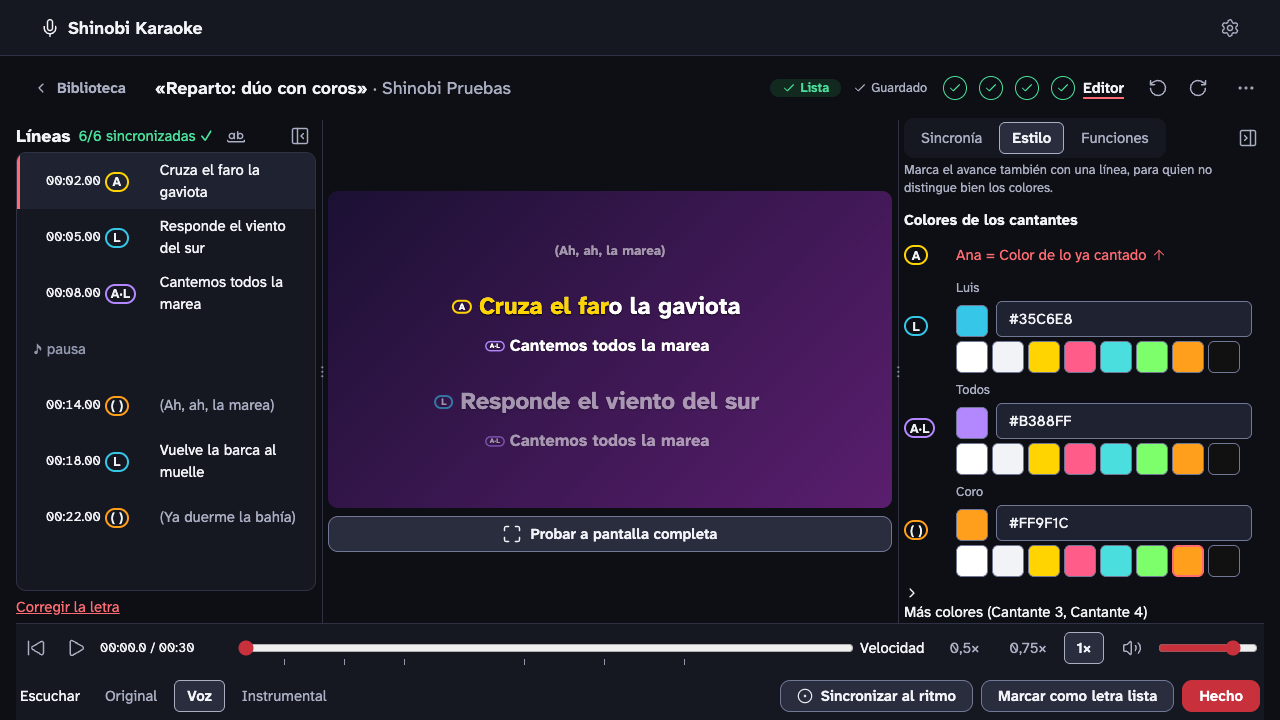 Shinobi Karaoke
Biblioteca
«Reparto: dúo con coros» · Shinobi Pruebas
Lista
Guardado
Editor
Líneas 6/6 sincronizadas
ab
00:02.00 A Cruza el faro la
gaviota
00:05.00 L Responde el viento
del sur
00:08.00 A·L Cantemos todos la
marea
♪ pausa
00:14.00 ( ) (Ah, ah, la marea)
00:18.00 L Vuelve la barca al
muelle
00:22.00 ( ) (Ya duerme la bahía)
Corregir la letra
(Ah, ah, la marea)
A Cruza el faro la gaviota
A·L Cantemos todos la marea
L Responde el viento del sur
A·L Cantemos todos la marea
Probar a pantalla completa
Sincronía Estilo Funciones
Marca el avance también con una línea, para quien no
distingue bien los colores.
Colores de los cantantes
A Ana = Color de lo ya cantado ↑
Luis
L #35C6E8
Todos
A·L #B388FF
Coro
( ) #FF9F1C
Más colores (Cantante 3, Cantante 4)
00:00.0 / 00:30
Velocidad 0,5× 0,75× 1×
Escuchar Original Voz Instrumental
Sincronizar al ritmo
Marcar como letra lista
Hecho